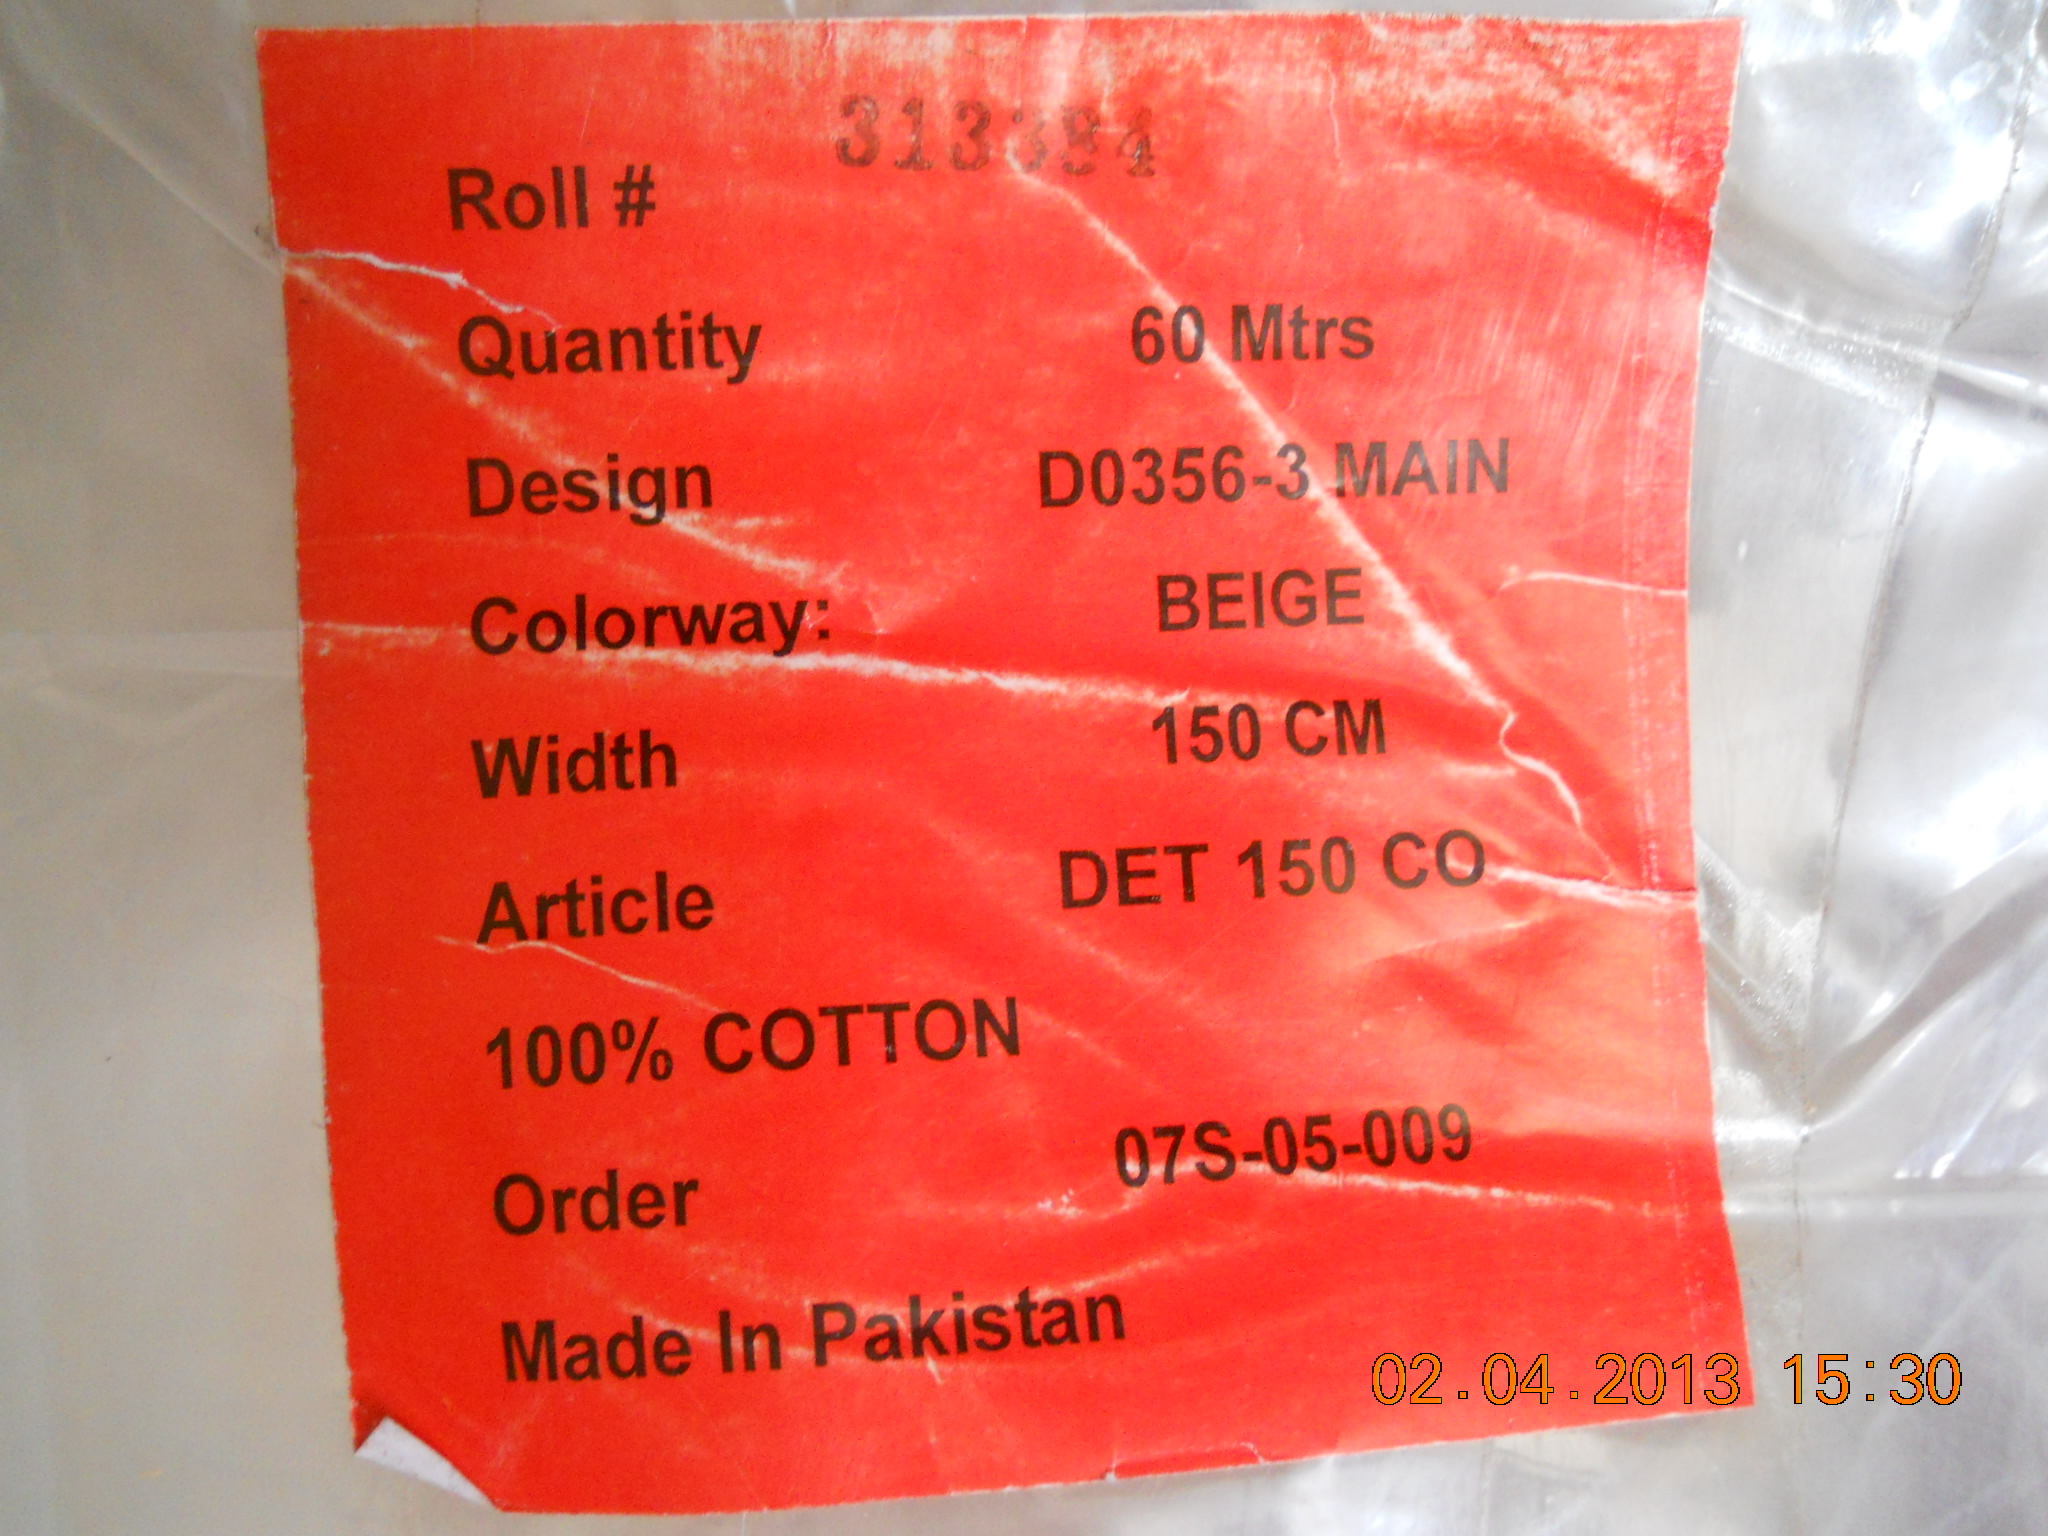 Roll # 313384
Quantity 60 Mtrs
Design D0356-3 MAIN
Colorway: BEIGE
Width 150 CM
Article DET 150 CO
100% COTTON
Order 07S-05-009
Made In Pakistan
02.04.2013 15:30